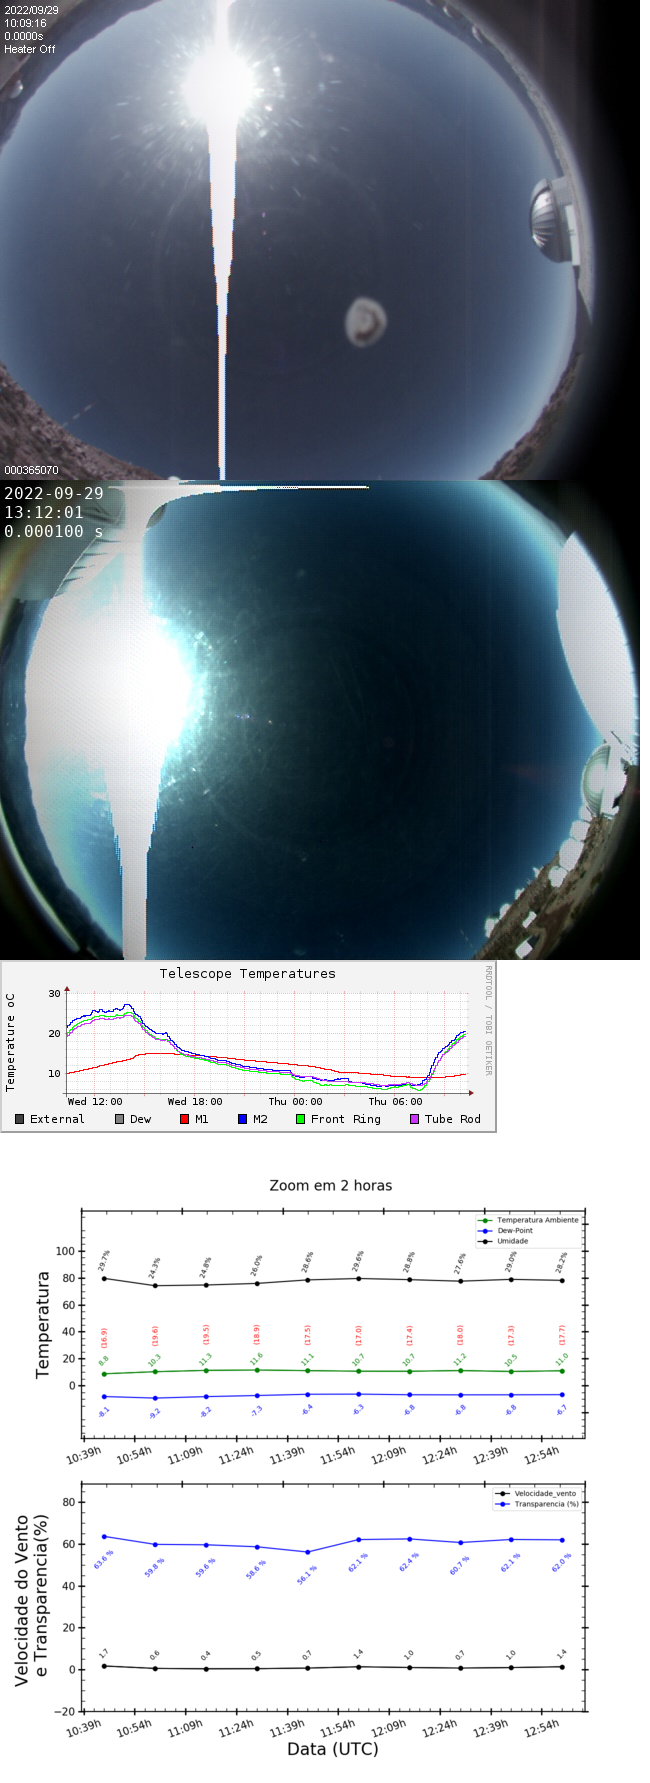 2022/09/29
10:09:16
0.0000s
Heater Off
000365070
2022-09-29
13:12:01
0.000100 s
Telescope Temperatures
RRDTOOL / TOBI OETIKER
Temperature oC
30
20
10
Wed 12:00 Wed 18:00 Thu 00:00 Thu 06:00
External Dew M1 M2 Front Ring Tube Rod
Zoom em 2 horas
Temperatura Ambiente
Dew-Point
Umidade
Temperatura
100
80
60
40
20
0
29.7% 24.3% 24.8% 26.0% 28.6% 29.6% 28.8% 27.6% 29.0% 28.2%
(16.9) (19.6) (19.5) (18.9) (17.5) (17.0) (17.4) (18.0) (17.3) (17.7)
8.8 10.3 11.3 11.6 11.1 10.7 10.7 11.2 10.5 11.0
-8.1 -9.2 -8.2 -7.3 -6.4 -6.3 -6.8 -6.8 -6.8 -6.7
10:39h 10:54h 11:09h 11:24h 11:39h 11:54h 12:09h 12:24h 12:39h 12:54h
Velocidade_vento
Transparencia (%)
Velocidade do Vento
e Transparencia(%)
80
60
40
20
0
−20
63.6 % 59.8 % 59.6 % 58.6 % 56.1 % 62.1 % 62.4 % 60.7 % 62.1 % 62.0 %
1.7 0.6 0.4 0.5 0.7 1.4 1.0 0.7 1.0 1.4
10:39h 10:54h 11:09h 11:24h 11:39h 11:54h 12:09h 12:24h 12:39h 12:54h
Data (UTC)